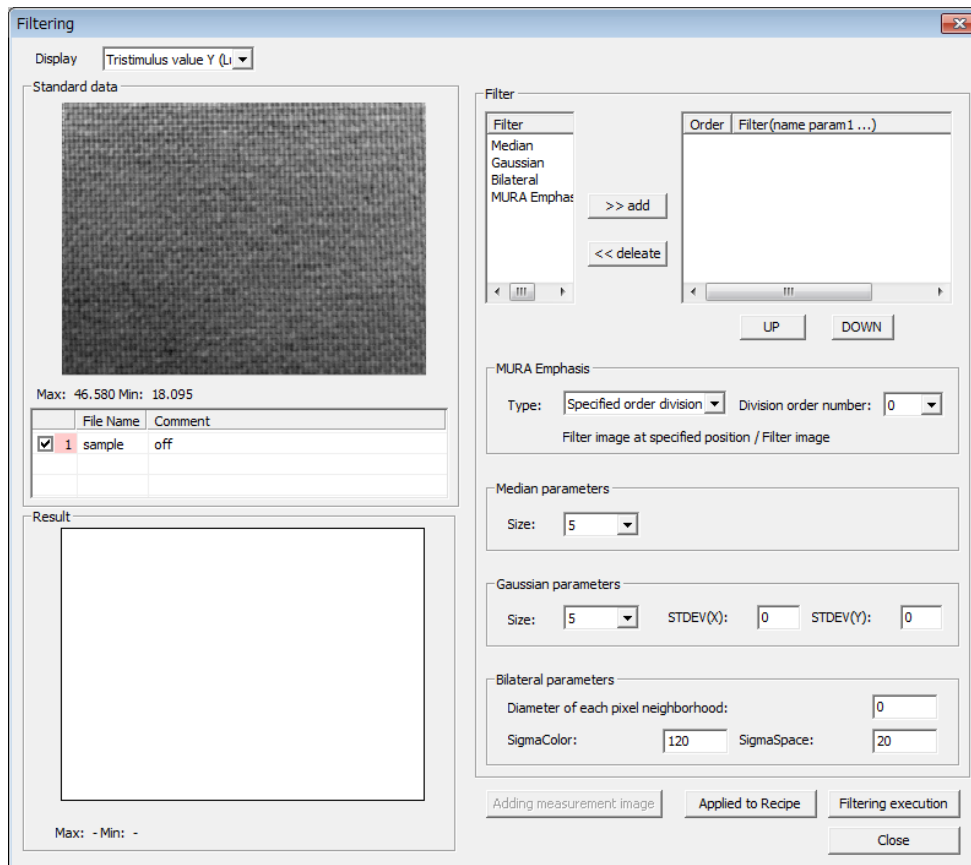 Filtering
Display
Tristimulus value Y (Lu
Standard data
Max: 46.580 Min: 18.095
File Name Comment
1 sample off
Result
Max: - Min: -
Filter
Filter
Median
Gaussian
Bilateral
MURA Emphas
>> add
<< deleate
Order Filter(name param1 ...)
UP DOWN
MURA Emphasis
Type: Specified order division Division order number: 0
Filter image at specified position / Filter image
Median parameters
Size: 5
Gaussian parameters
Size: 5 STDEV(X): 0 STDEV(Y): 0
Bilateral parameters
Diameter of each pixel neighborhood: 0
SigmaColor: 120 SigmaSpace: 20
Adding measurement image Applied to Recipe Filtering execution
Close